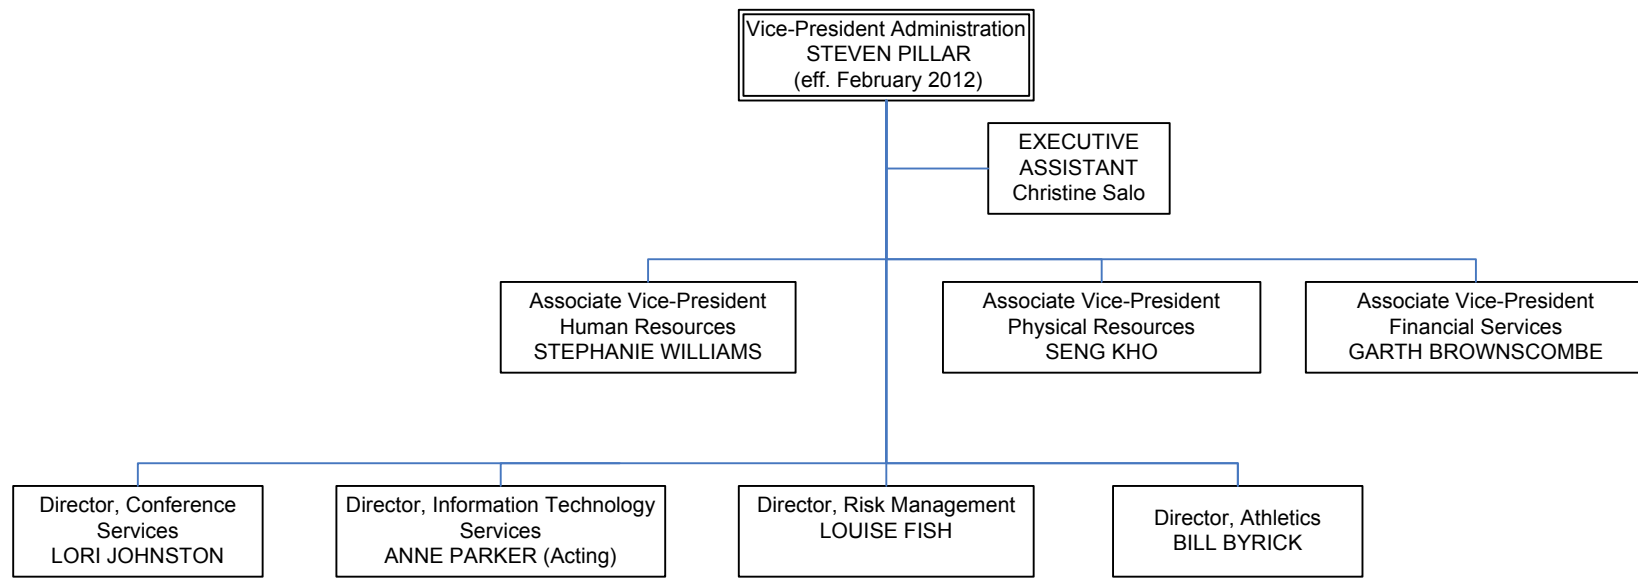 Vice-President Administration
STEVEN PILLAR
(eff. February 2012)
EXECUTIVE
ASSISTANT
Christine Salo
Associate Vice-President
Human Resources
STEPHANIE WILLIAMS
Associate Vice-President
Physical Resources
SENG KHO
Associate Vice-President
Financial Services
GARTH BROWNSCOMBE
Director, Conference
Services
LORI JOHNSTON
Director, Information Technology
Services
ANNE PARKER (Acting)
Director, Risk Management
LOUISE FISH
Director, Athletics
BILL BYRICK